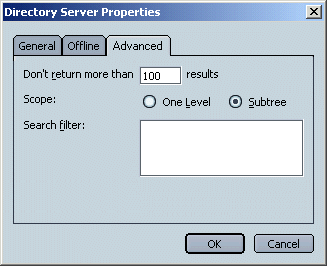 Directory Server Properties
General Offline Advanced
Don't return more than 100 results
Scope: One Level Subtree
Search filter:
OK Cancel